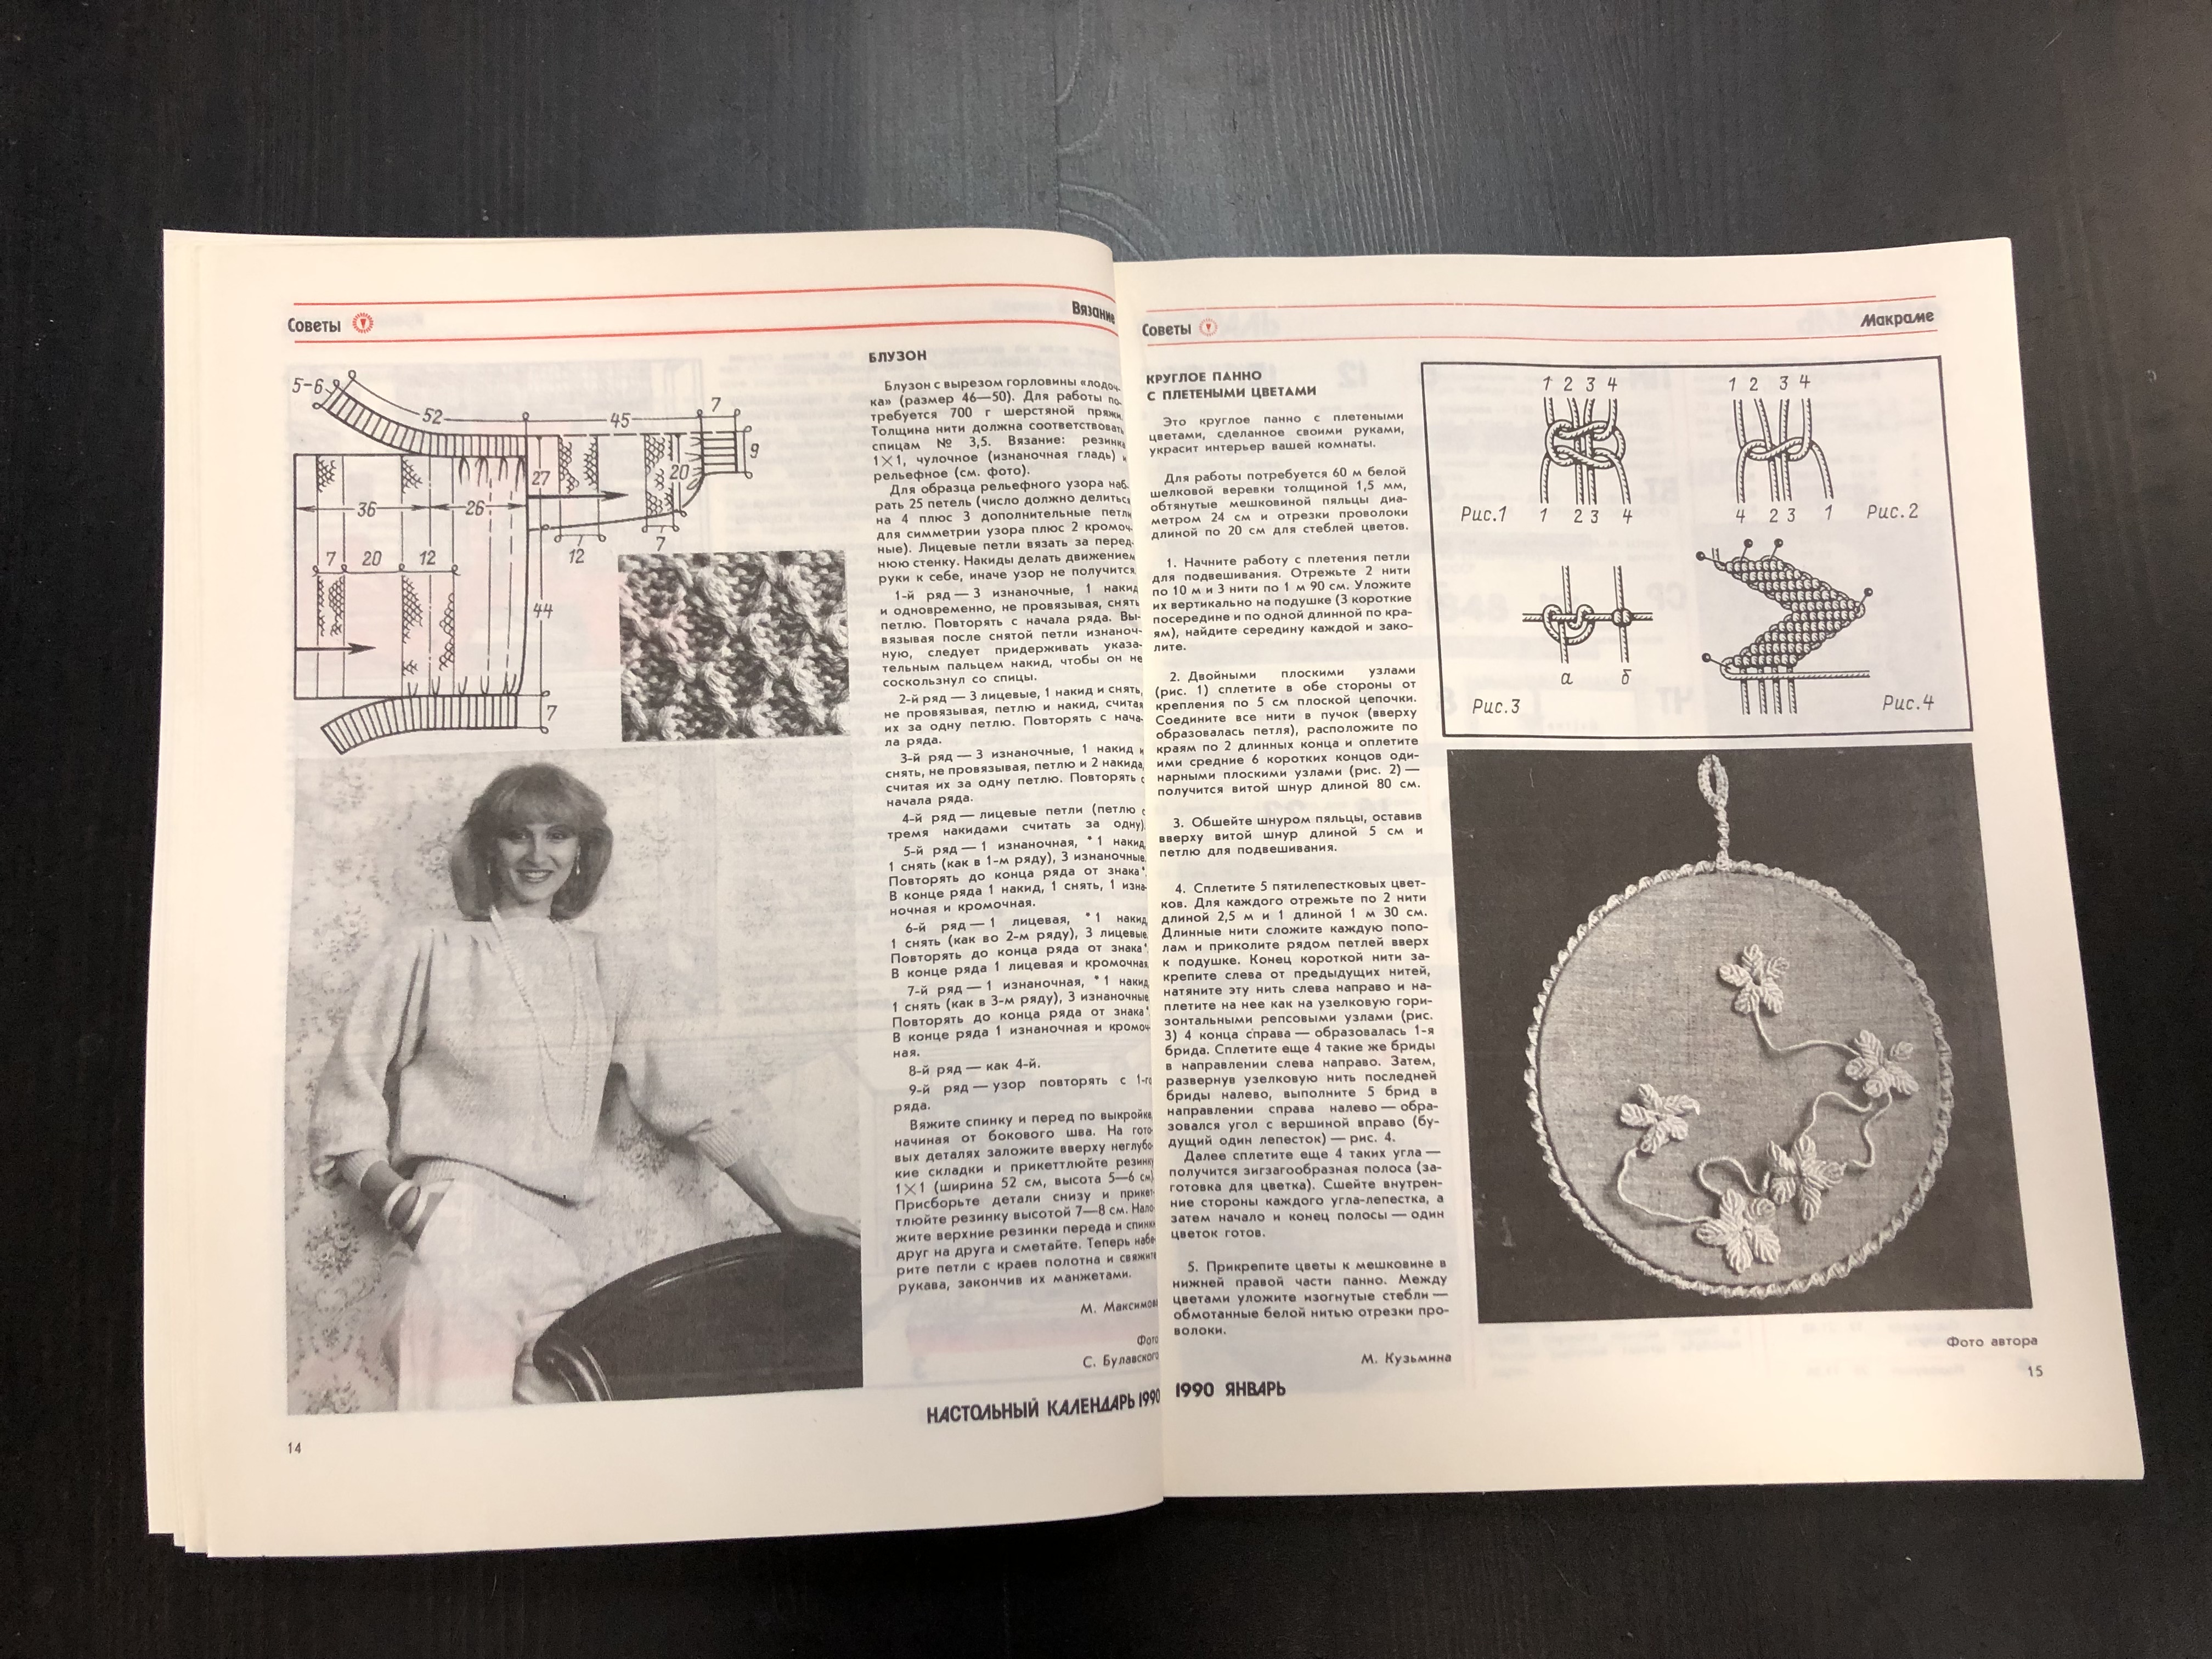 Советы
Вязание
5-6
52
45
7
9
27
20
36
26
12
7
7
20
12
44
7
БЛУЗОН
Блузон с вырезом горловины «лодоч-
ка» (размер 46—50). Для работы по-
требуется 700 г шерстяной пряжи.
Толщина нити должна соответствовать
спицам № 3,5. Вязание: резинка
1×1, чулочное (изнаночная гладь) и
рельефное (см. фото).
Для образца рельефного узора наб-
рать 25 петель (число должно делиться
на 4 плюс 3 дополнительные петли
для симметрии узора плюс 2 кромоч-
ные). Лицевые петли вязать за перед-
нюю стенку. Накиды делать движением
руки к себе, иначе узор не получится.
1-й ряд — 3 изнаночные, 1 накид
и одновременно, не провязывая, снять
петлю. Повторять с начала ряда. Вы-
вязывая после снятой петли изнаноч-
ную, следует придерживать указа-
тельным пальцем накид, чтобы он не
соскользнул со спицы.
2-й ряд — 3 лицевые, 1 накид и снять,
не провязывая, петлю и накид, считая
их за одну петлю. Повторять с нача-
ла ряда.
3-й ряд — 3 изнаночные, 1 накид и
снять, не провязывая, петлю и 2 накида,
считая их за одну петлю. Повторять с
начала ряда.
4-й ряд — лицевые петли (петлю с
тремя накидами считать за одну).
5-й ряд — 1 изнаночная, *1 накид,
1 снять (как в 1-м ряду), 3 изнаночные.
Повторять до конца ряда от знака*.
В конце ряда 1 накид, 1 снять, 1 изна-
ночная и кромочная.
6-й ряд — 1 лицевая, *1 накид,
1 снять (как во 2-м ряду), 3 лицевые.
Повторять до конца ряда от знака*.
В конце ряда 1 лицевая и кромочная.
7-й ряд — 1 изнаночная, *1 накид,
1 снять (как в 3-м ряду), 3 изнаночные.
Повторять до конца ряда от знака*.
В конце ряда 1 изнаночная и кромоч-
ная.
8-й ряд — как 4-й.
9-й ряд — узор повторять с 1-го
ряда.
Вяжите спинку и перед по выкройке,
начиная от бокового шва. На гото-
вых деталях заложите вверху неглубо-
кие складки и прикеттлюйте резинку
1×1 (ширина 52 см, высота 5—6 см).
Присборьте детали снизу и прикет-
тлюйте резинку высотой 7—8 см. Нало-
жите верхние резинки переда и спинки
друг на друга и сметайте. Теперь набе-
рите петли с краев полотна и свяжите
рукава, закончив их манжетами.
М. Максимова
Фото
С. Булавского
НАСТОЛЬНЫЙ КАЛЕНДАРЬ 1990
14
Советы
Макраме
КРУГЛОЕ ПАННО
С ПЛЕТЕНЫМИ ЦВЕТАМИ
Это круглое панно с плетеными
цветами, сделанное своими руками,
украсит интерьер вашей комнаты.
Для работы потребуется 60 м белой
шелковой веревки толщиной 1,5 мм,
обтянутые мешковиной пяльцы диа-
метром 24 см и отрезки проволоки
длиной по 20 см для стеблей цветов.
1. Начните работу с плетения петли
для подвешивания. Отрежьте 2 нити
по 10 м и 3 нити по 1 м 90 см. Уложите
их вертикально на подушке (3 короткие
посередине и по одной длинной по кра-
ям), найдите середину каждой и зако-
лите.
2. Двойными плоскими узлами
(рис. 1) сплетите в обе стороны от
крепления по 5 см плоской цепочки.
Соедините все нити в пучок (вверху
образовалась петля), расположите по
краям по 2 длинных конца и оплетите
ими средние 6 коротких концов оди-
нарными плоскими узлами (рис. 2) —
получится витой шнур длиной 80 см.
3. Обшейте шнуром пяльцы, оставив
вверху витой шнур длиной 5 см и
петлю для подвешивания.
4. Сплетите 5 пятилепестковых цвет-
ков. Для каждого отрежьте по 2 нити
длиной 2,5 м и 1 длиной 1 м 30 см.
Длинные нити сложите каждую попо-
лам и приколите рядом петлей вверх
к подушке. Конец короткой нити за-
крепите слева от предыдущих нитей,
натяните эту нить слева направо и на-
плетите на нее как на узелковую гори-
зонтальными репсовыми узлами (рис.
3) 4 конца справа — образовалась 1-я
брида. Сплетите еще 4 такие же бриды
в направлении слева направо. Затем,
развернув узелковую нить последней
бриды налево, выполните 5 брид в
направлении справа налево — обра-
зовался угол с вершиной вправо (бу-
дущий один лепесток) — рис. 4.
Далее сплетите еще 4 таких угла —
получится зигзагообразная полоса (за-
готовка для цветка). Сшейте внутрен-
ние стороны каждого угла-лепестка, а
затем начало и конец полосы — один
цветок готов.
5. Прикрепите цветы к мешковине в
нижней правой части панно. Между
цветами уложите изогнутые стебли —
обмотанные белой нитью отрезки про-
волоки.
М. Кузьмина
1 2 3 4
Рис.1
1 2 3 4
1 2 3 4
4 2 3 1
Рис.2
а б
Рис.3
Рис.4
Фото автора
1990 ЯНВАРЬ
15